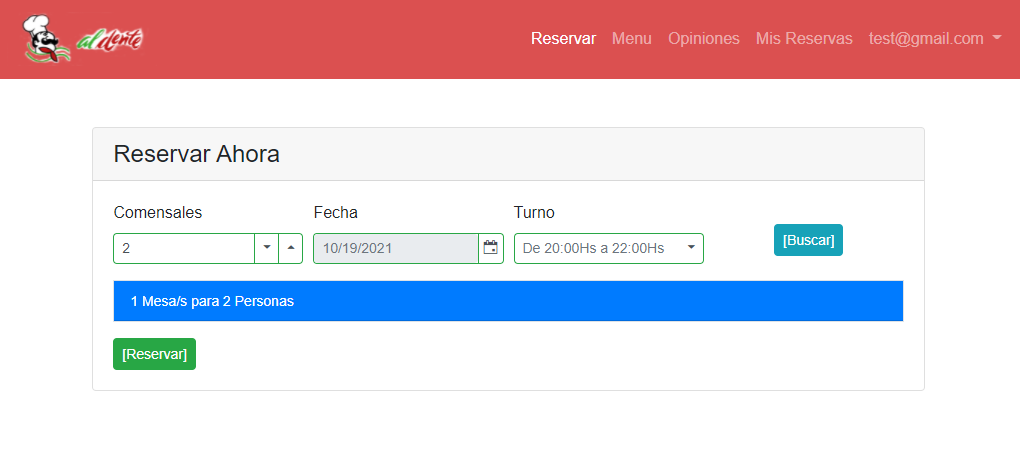 al dente
Reservar Menu Opiniones Mis Reservas test@gmail.com
Reservar Ahora
Comensales Fecha Turno
2 10/19/2021 De 20:00Hs a 22:00Hs [Buscar]
1 Mesa/s para 2 Personas
[Reservar]